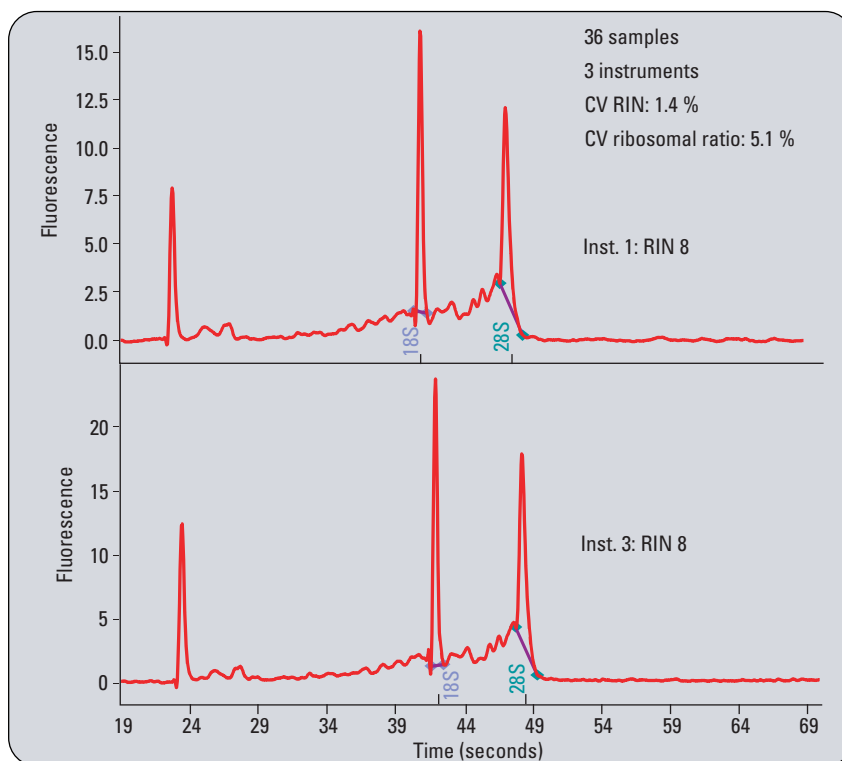 36 samples
3 instruments
CV RIN: 1.4 %
CV ribosomal ratio: 5.1 %
Inst. 1: RIN 8
Fluorescence
15.0
12.5
10.0
7.5
5.0
2.5
0.0
18S
28S
Inst. 3: RIN 8
Fluorescence
20
15
10
5
0
18S
28S
19 24 29 39 44 49 59 54 64 69
Time (seconds)